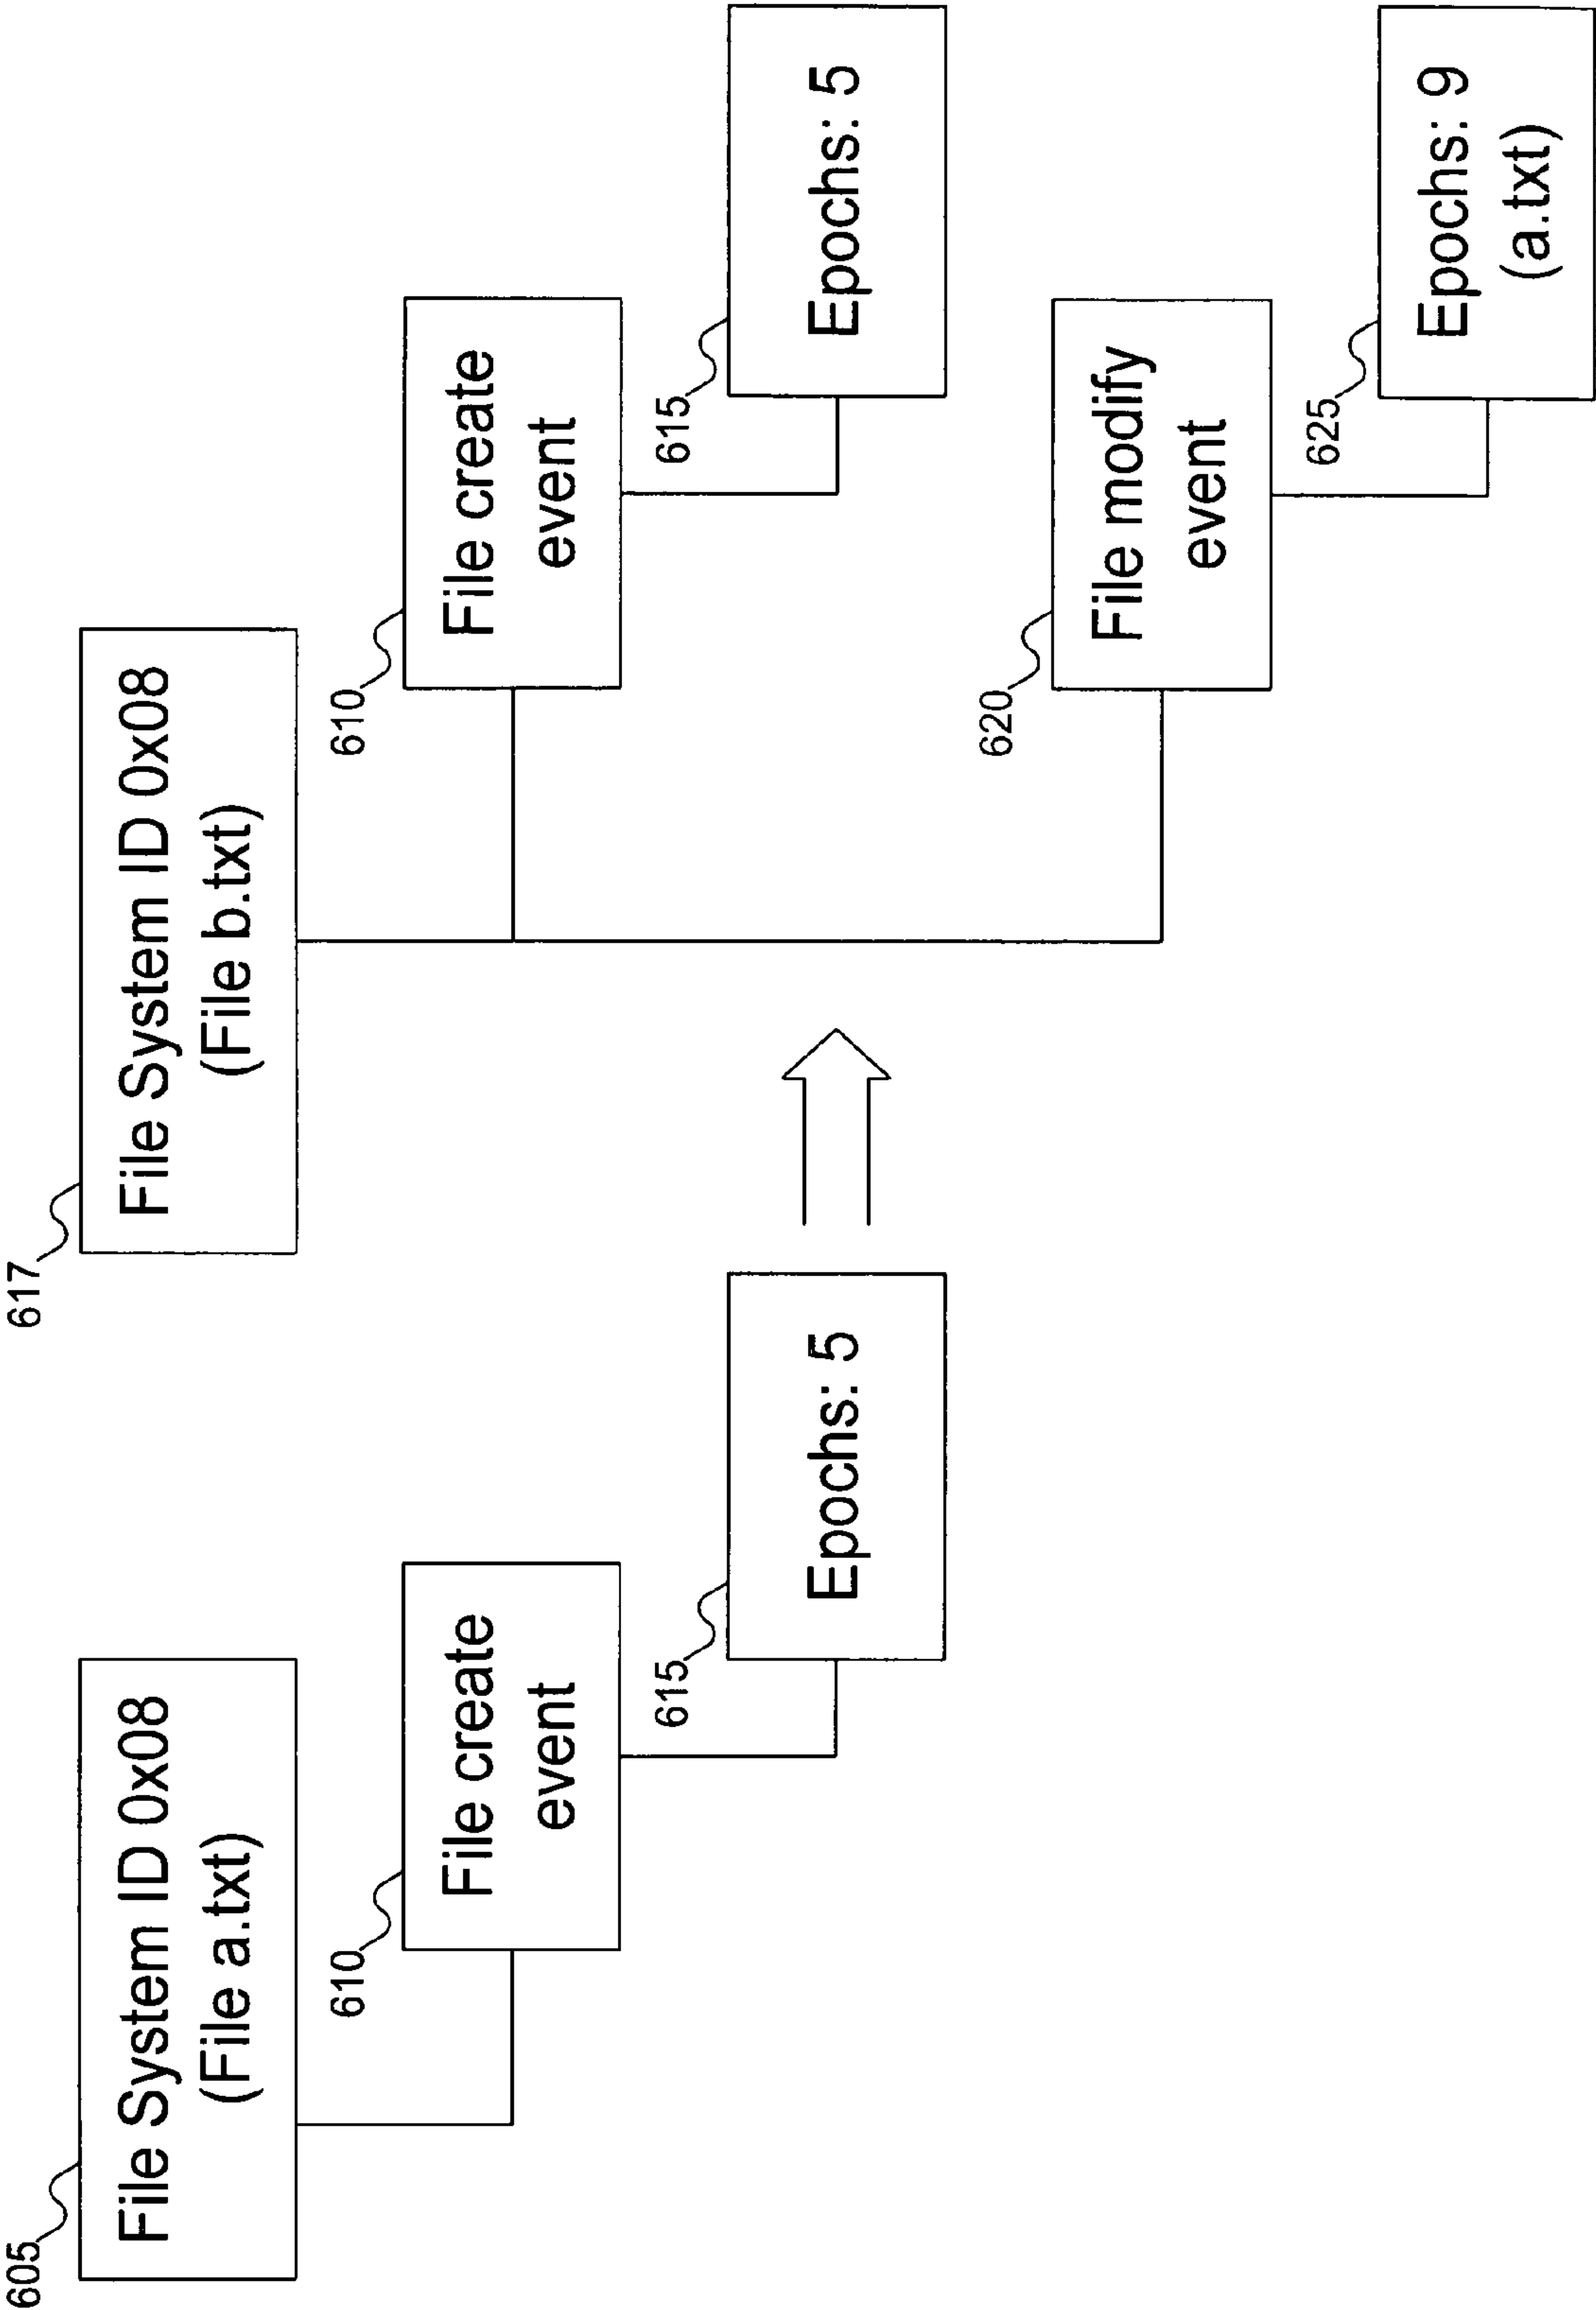 605
File System ID 0x08
(File a.txt)
610
File create
event
615
Epochs: 5
617
File System ID 0x08
(File b.txt)
610
File create
event
615
Epochs: 5
620
File modify
event
625
Epochs: 9
(a.txt)